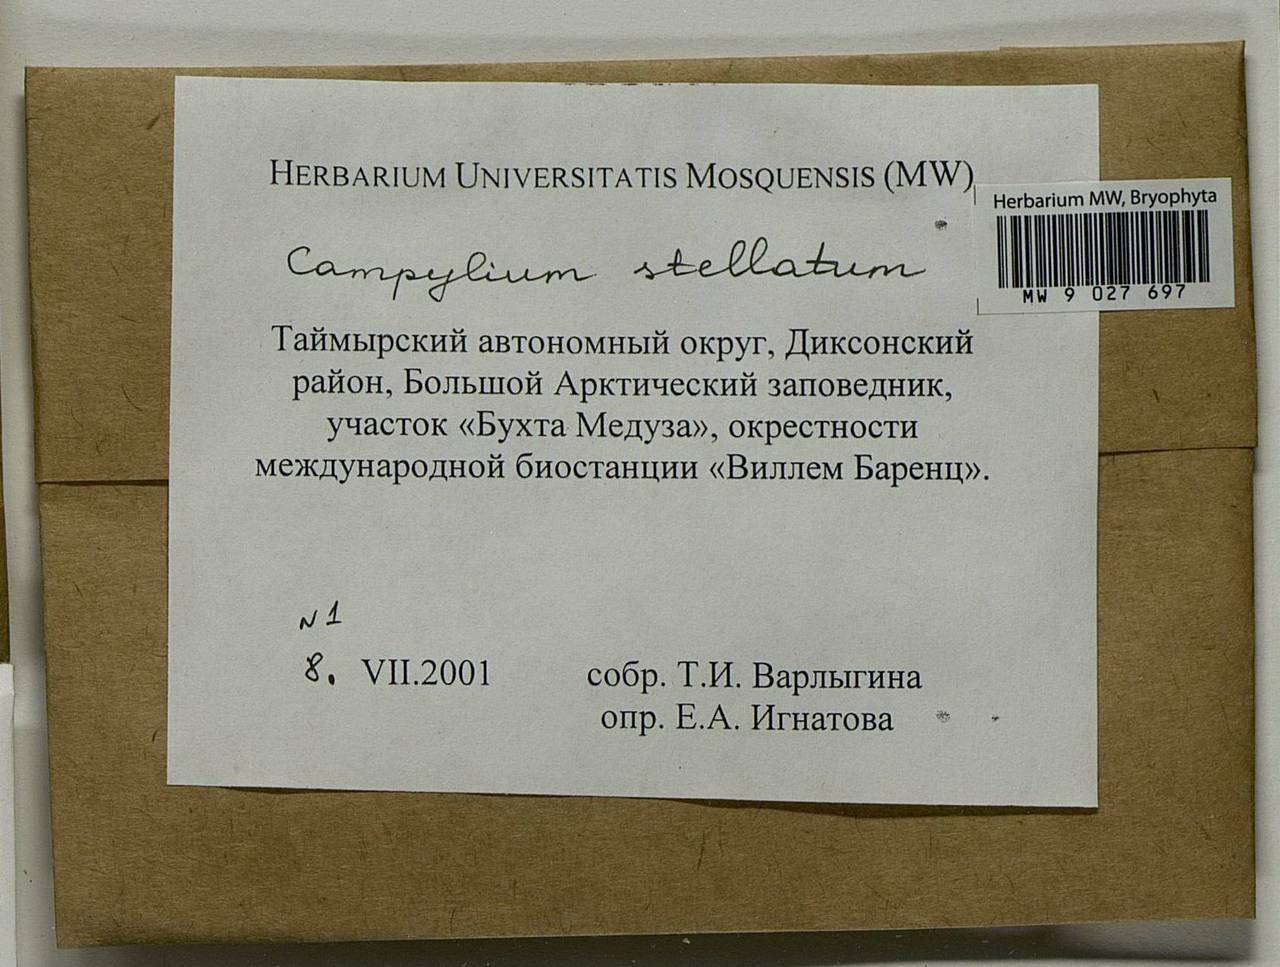 HERBARIUM UNIVERSITATIS MOSQUENSIS (MW)
Herbarium MW, Bryophyta
MW 9 027 697
Campylium stellatum
Таймырский автономный округ, Диксонский
район, Большой Арктический заповедник,
участок «Бухта Медуза», окрестности
международной биостанции «Виллем Баренц».
N 1
8. VII.2001
собр. Т.И. Варлыгина
опр. Е.А. Игнатова